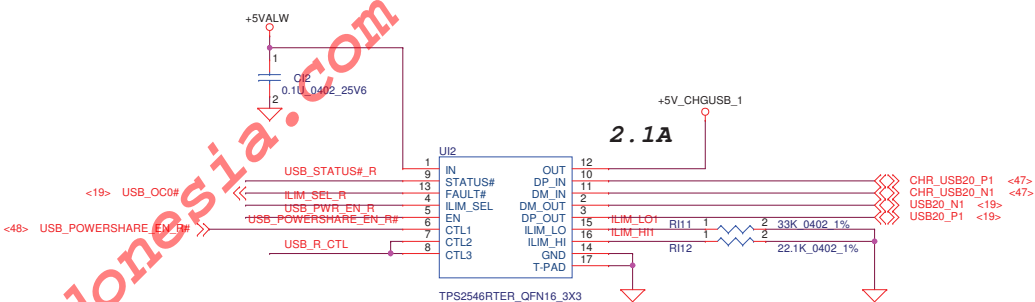 +5VALW
1
CI2
0.1U_0402_25V6
2
+5V_CHGUSB_1
2.1A
UI2
USB_STATUS#_R
1 IN OUT 12
9 STATUS# DP_IN 10 CHR_USB20_P1 <47>
<19> USB_OC0# 13 FAULT# DM_IN 11 CHR_USB20_N1 <47>
ILIM_SEL_R 4 ILIM_SEL DM_OUT 2 USB20_N1 <19>
USB_PWR_EN_R 5 EN DP_OUT 3 USB20_P1 <19>
<48> USB_POWERSHARE_EN_R# USB_POWERSHARE_EN_R# 6 CTL1 ILIM_LO 15 ILIM_LO1 RI11 1 2 33K_0402_1%
7 CTL2 ILIM_HI 16 ILIM_HI1 RI12 1 2 22.1K_0402_1%
USB_R_CTL 8 CTL3 GND 14
T-PAD 17
TPS2546RTER_QFN16_3X3
onesia.com